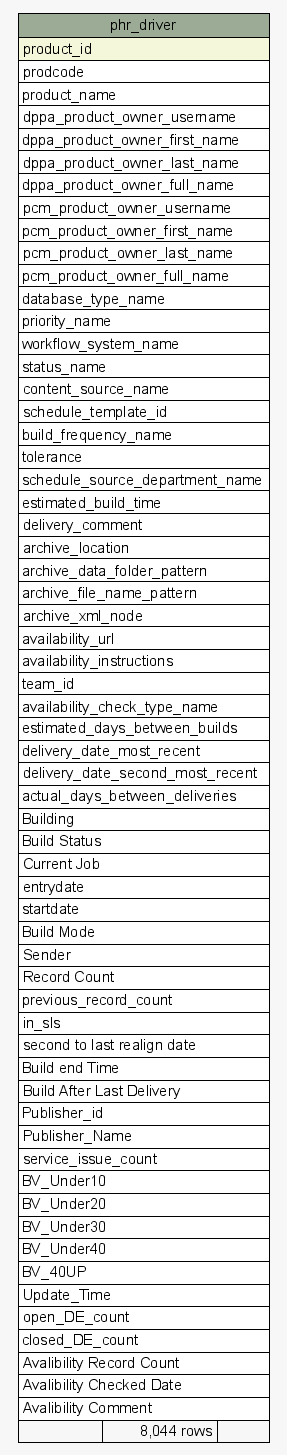 phr_driver
product_id
prodcode
product_name
dppa_product_owner_username
dppa_product_owner_first_name
dppa_product_owner_last_name
dppa_product_owner_full_name
pcm_product_owner_username
pcm_product_owner_first_name
pcm_product_owner_last_name
pcm_product_owner_full_name
database_type_name
priority_name
workflow_system_name
status_name
content_source_name
schedule_template_id
build_frequency_name
tolerance
schedule_source_department_name
estimated_build_time
delivery_comment
archive_location
archive_data_folder_pattern
archive_file_name_pattern
archive_xml_node
availability_url
availability_instructions
team_id
availability_check_type_name
estimated_days_between_builds
delivery_date_most_recent
delivery_date_second_most_recent
actual_days_between_deliveries
Building
Build Status
Current Job
entrydate
startdate
Build Mode
Sender
Record Count
previous_record_count
in_sls
second to last realign date
Build end Time
Build After Last Delivery
Publisher_id
Publisher_Name
service_issue_count
BV_Under10
BV_Under20
BV_Under30
BV_Under40
BV_40UP
Update_Time
open_DE_count
closed_DE_count
Avalibility Record Count
Avalibility Checked Date
Avalibility Comment
8,044 rows